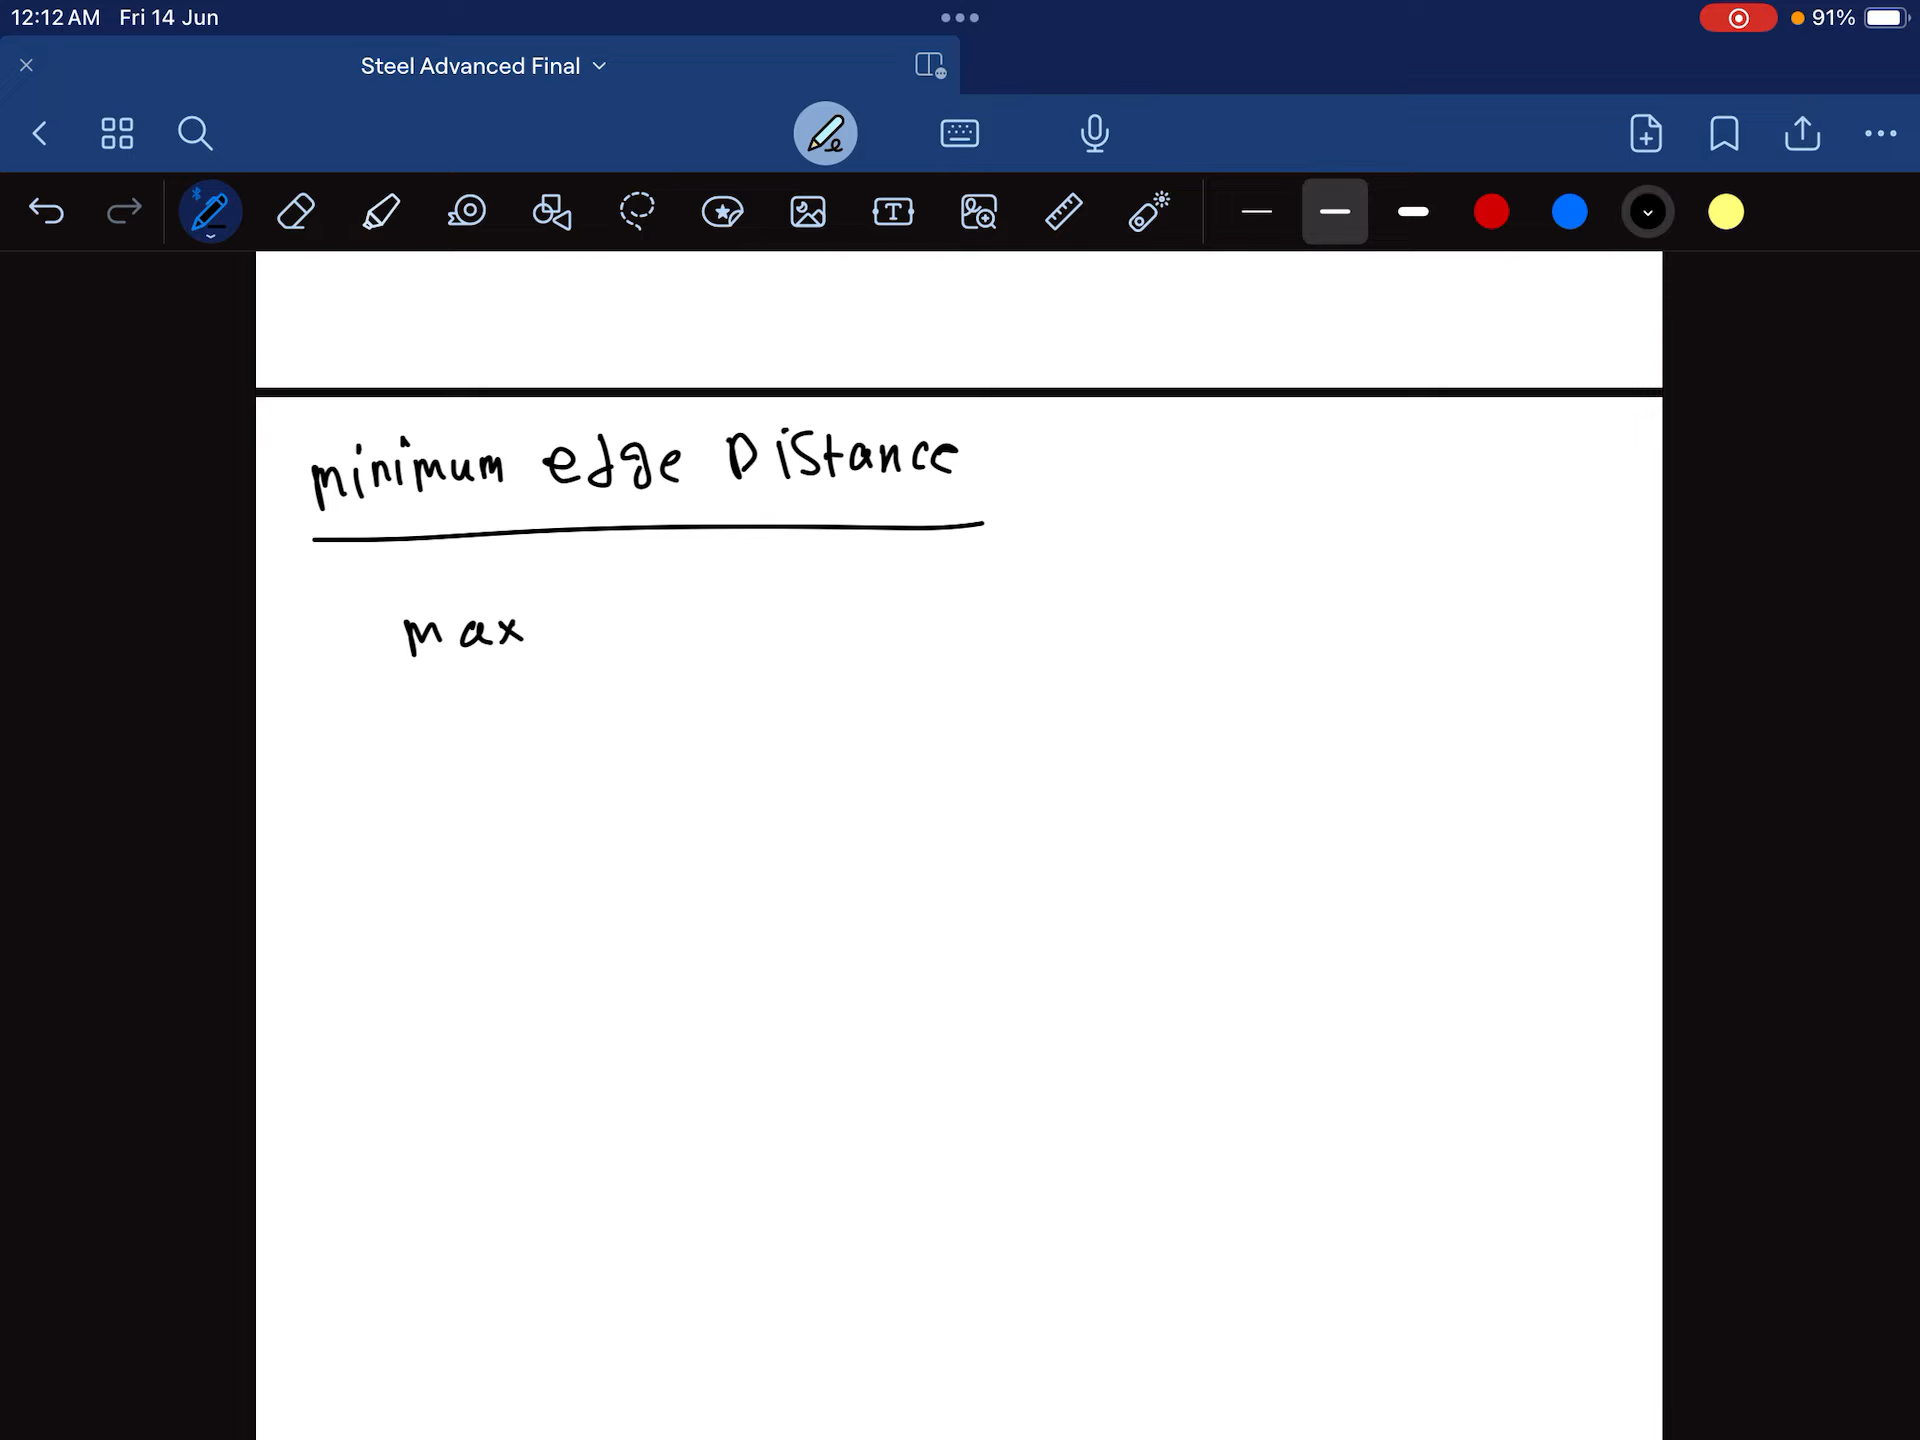 12:12 AM Fri 14 Jun
91%
Steel Advanced Final
minimum edge Distance
max